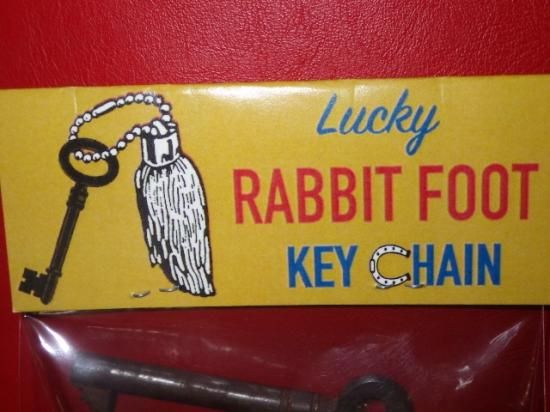 Lucky
RABBIT FOOT
KEY CHAIN